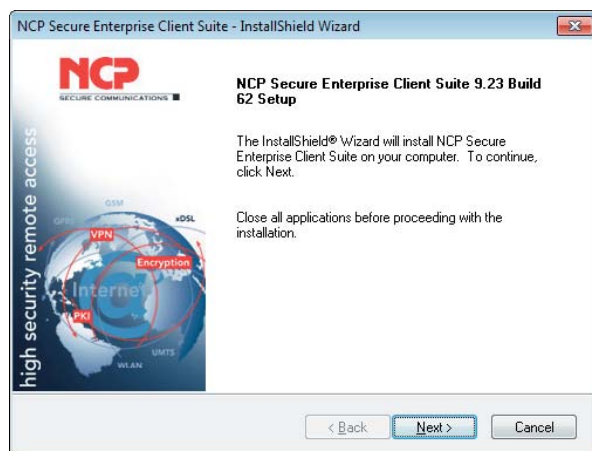 NCP Secure Enterprise Client Suite - InstallShield Wizard
NCP
SECURE COMMUNICATIONS
high security remote access
GPRS
GSM
xDSL
VPN
Encryption
Internet
PKI
UMTS
WLAN
NCP Secure Enterprise Client Suite 9.23 Build
62 Setup
The InstallShield® Wizard will install NCP Secure
Enterprise Client Suite on your computer. To continue,
click Next.
Close all applications before proceeding with the
installation.
< Back
Next >
Cancel